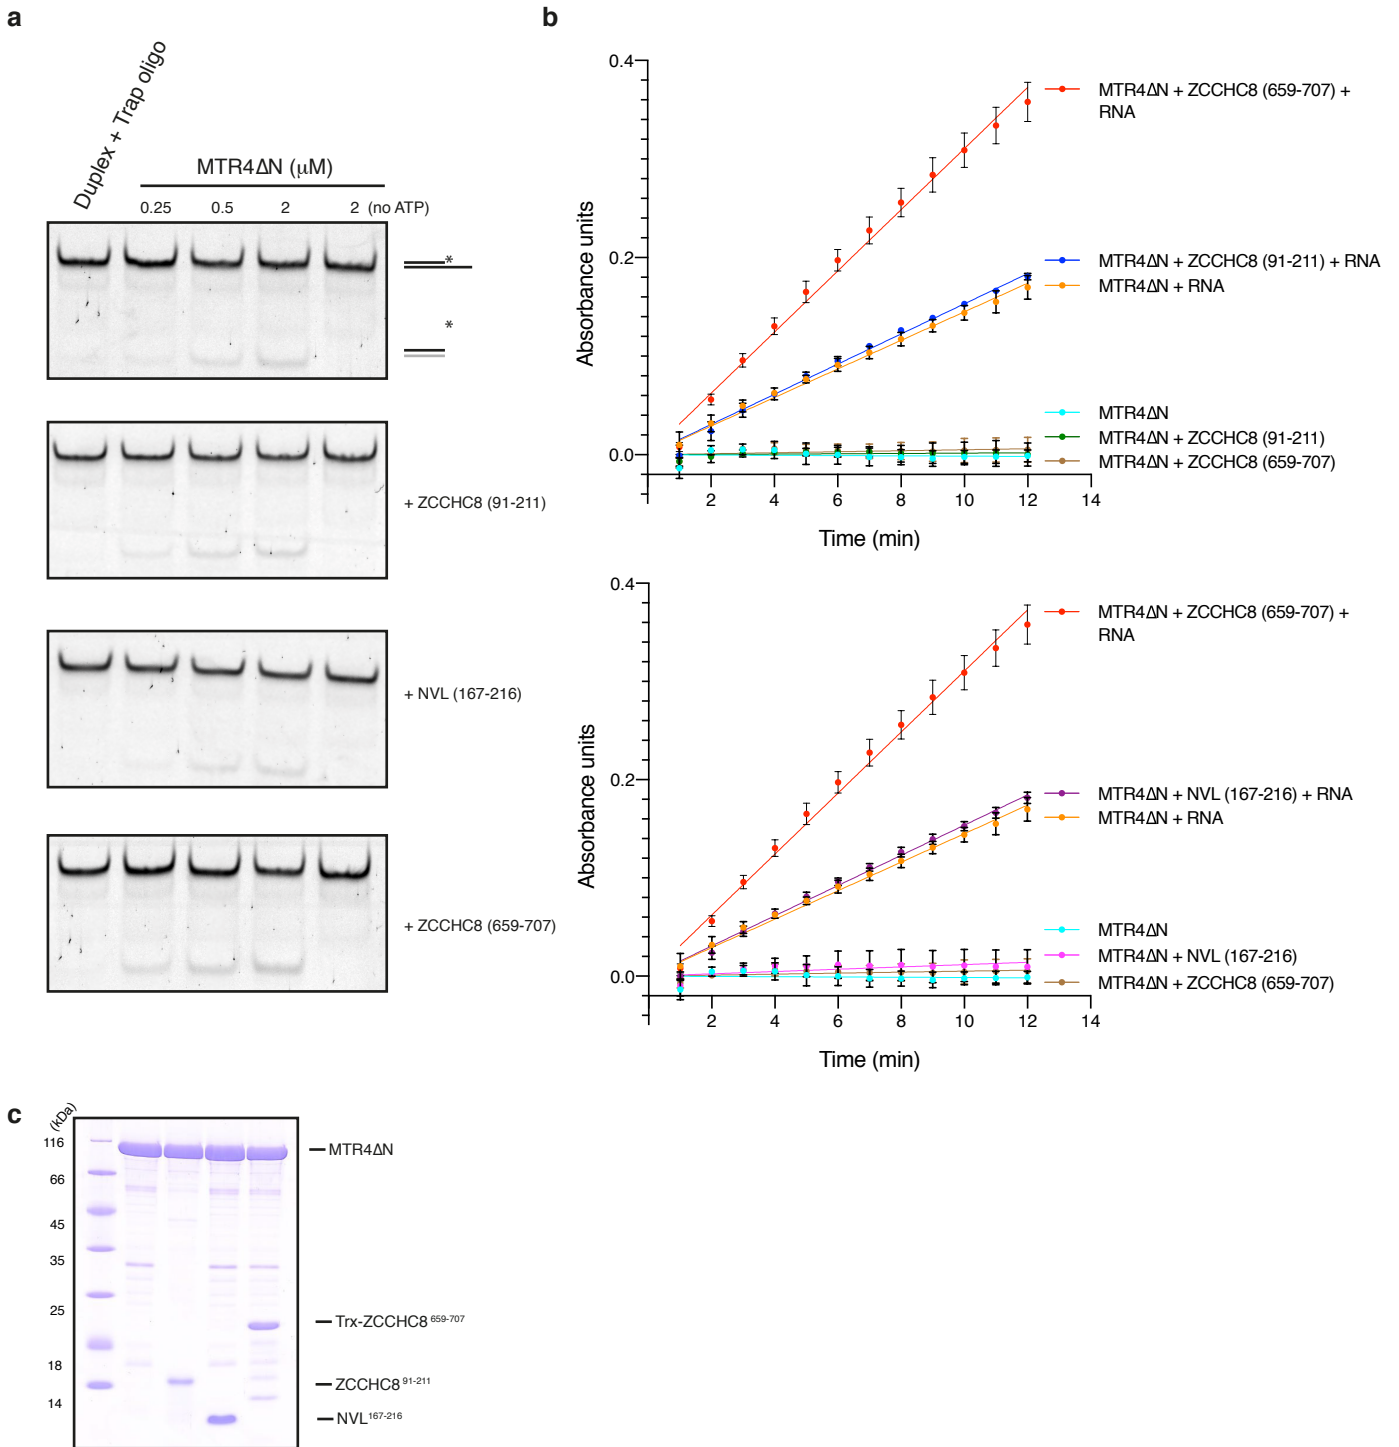 a
Duplex + Trap oligo
MTR4ΔN (μM)
0.25 0.5 2 2 (no ATP)
*
*
+ ZCCHC8 (91-211)
+ NVL (167-216)
+ ZCCHC8 (659-707)
b
0.4
0.2
0.0
Absorbance units
2 4 6 8 10 12 14
Time (min)
MTR4ΔN + ZCCHC8 (659-707) +
RNA
MTR4ΔN + ZCCHC8 (91-211) + RNA
MTR4ΔN + RNA
MTR4ΔN
MTR4ΔN + ZCCHC8 (91-211)
MTR4ΔN + ZCCHC8 (659-707)
0.4
0.2
0.0
Absorbance units
2 4 6 8 10 12 14
Time (min)
MTR4ΔN + ZCCHC8 (659-707) +
RNA
MTR4ΔN + NVL (167-216) + RNA
MTR4ΔN + RNA
MTR4ΔN
MTR4ΔN + NVL (167-216)
MTR4ΔN + ZCCHC8 (659-707)
c
(kDa)
116
66
45
35
25
18
14
MTR4ΔN
Trx-ZCCHC8 659-707
ZCCHC8 91-211
NVL 167-216